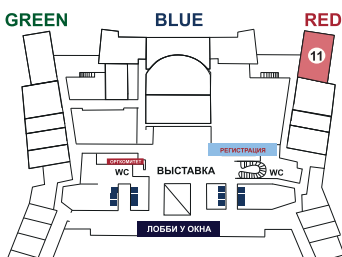 GREEN BLUE RED
11
РЕГИСТРАЦИЯ
ОРГКОМИТЕТ
ВЫСТАВКА
WC WC
ЛОББИ У ОКНА